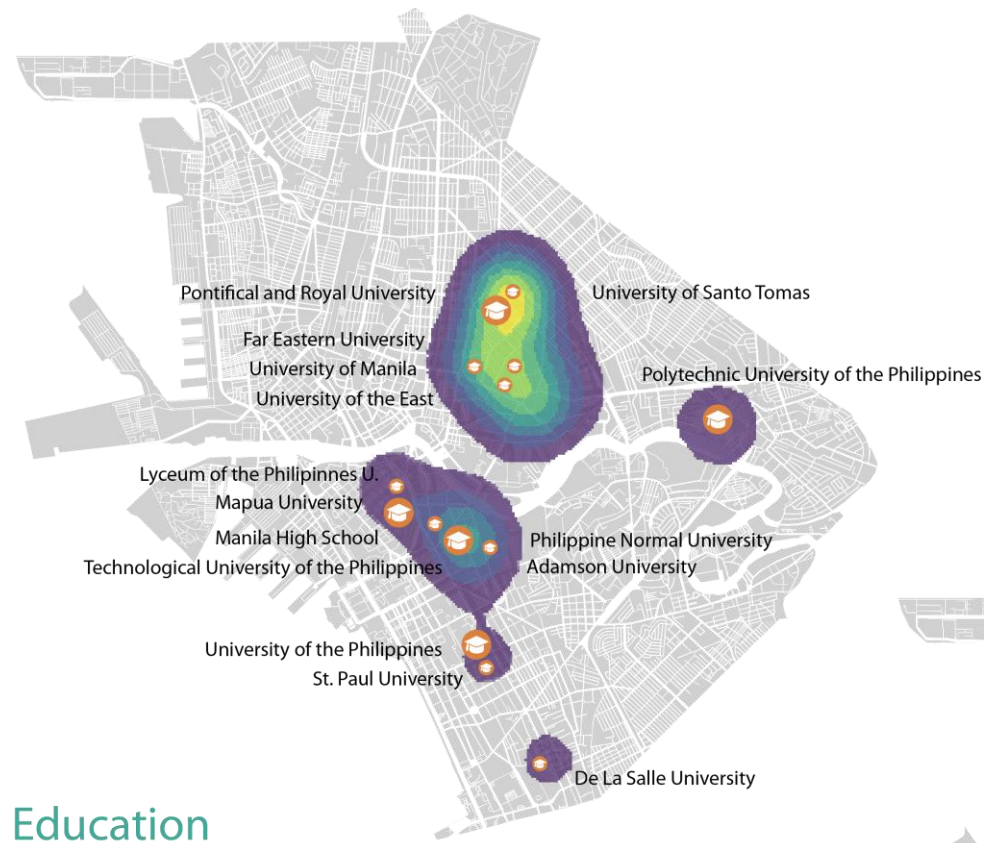 Pontifical and Royal University
University of Santo Tomas
Far Eastern University
University of Manila
Polytechnic University of the Philippines
University of the East
Lyceum of the Philipinnes U.
Mapua University
Manila High School
Philippine Normal University
Technological University of the Philippines
Adamson University
University of the Philippines
St. Paul University
De La Salle University
Education